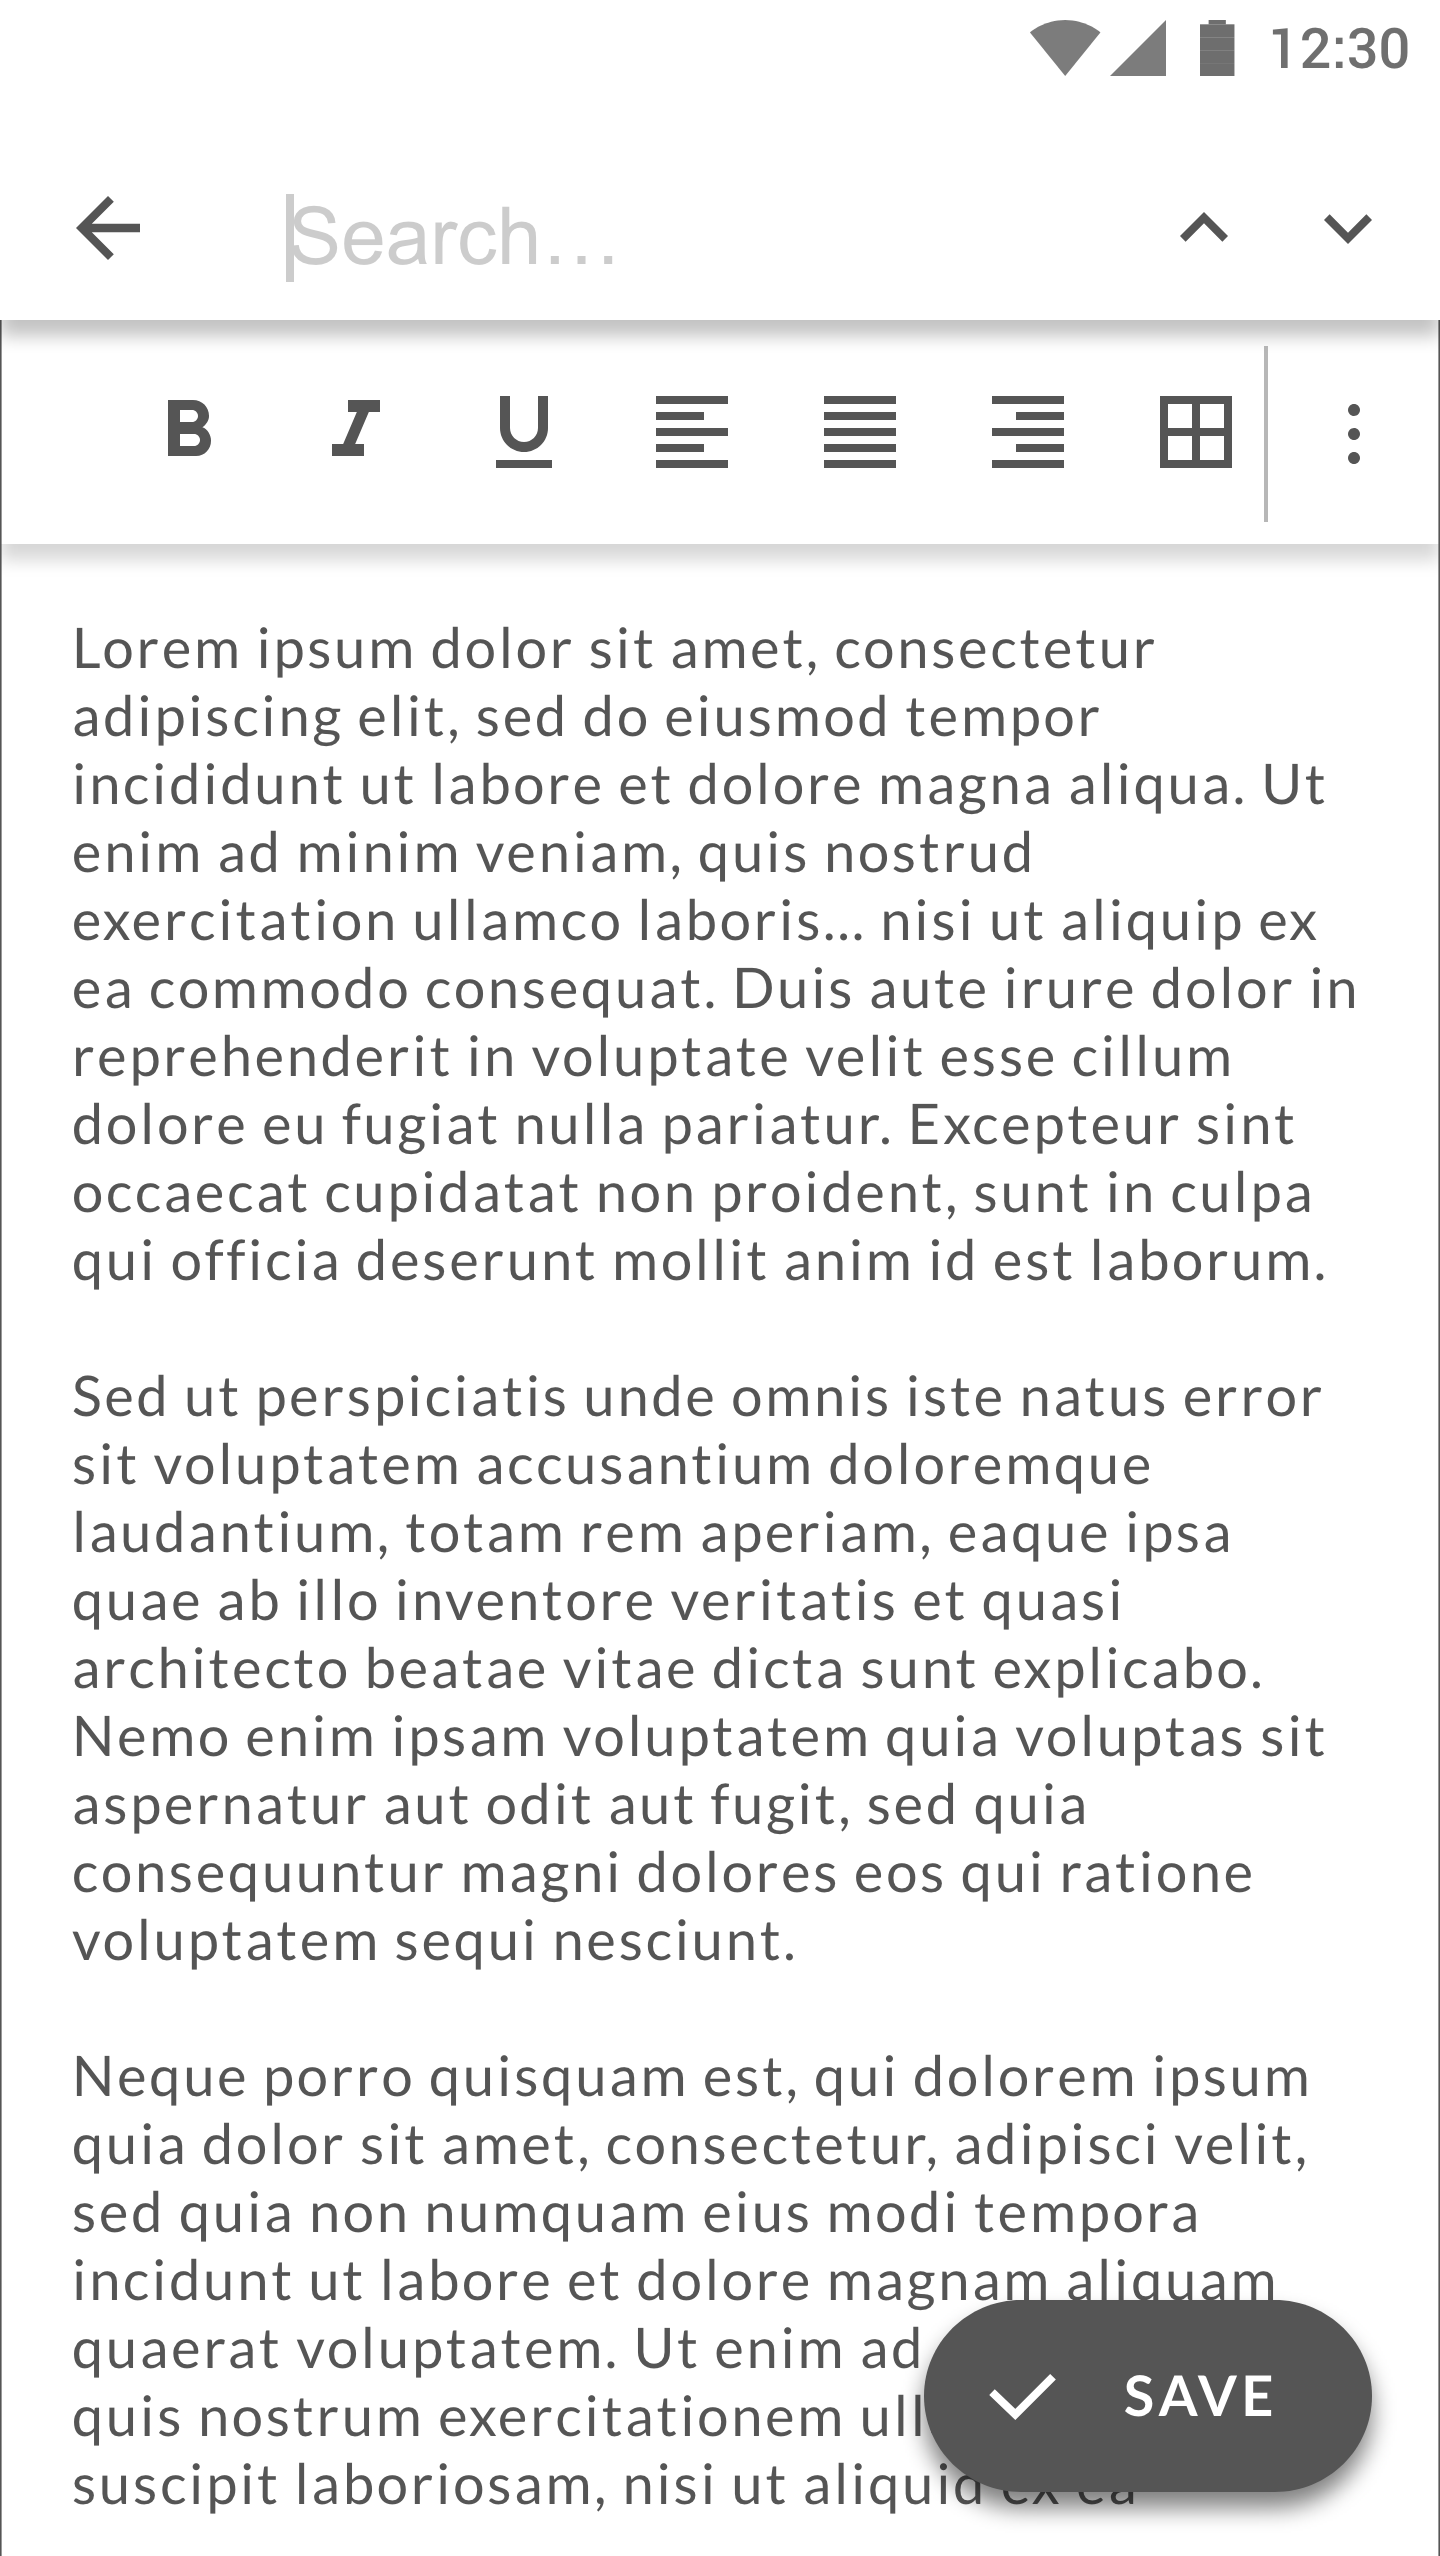 12:30
Search…
Lorem ipsum dolor sit amet, consectetur
adipiscing elit, sed do eiusmod tempor
incididunt ut labore et dolore magna aliqua. Ut
enim ad minim veniam, quis nostrud
exercitation ullamco laboris… nisi ut aliquip ex
ea commodo consequat. Duis aute irure dolor in
reprehenderit in voluptate velit esse cillum
dolore eu fugiat nulla pariatur. Excepteur sint
occaecat cupidatat non proident, sunt in culpa
qui officia deserunt mollit anim id est laborum.
Sed ut perspiciatis unde omnis iste natus error
sit voluptatem accusantium doloremque
laudantium, totam rem aperiam, eaque ipsa
quae ab illo inventore veritatis et quasi
architecto beatae vitae dicta sunt explicabo.
Nemo enim ipsam voluptatem quia voluptas sit
aspernatur aut odit aut fugit, sed quia
consequuntur magni dolores eos qui ratione
voluptatem sequi nesciunt.
Neque porro quisquam est, qui dolorem ipsum
quia dolor sit amet, consectetur, adipisci velit,
sed quia non numquam eius modi tempora
incidunt ut labore et dolore magnam aliquam
quaerat voluptatem. Ut enim ad
quis nostrum exercitationem
suscipit laboriosam, nisi ut aliquid ex ea
SAVE